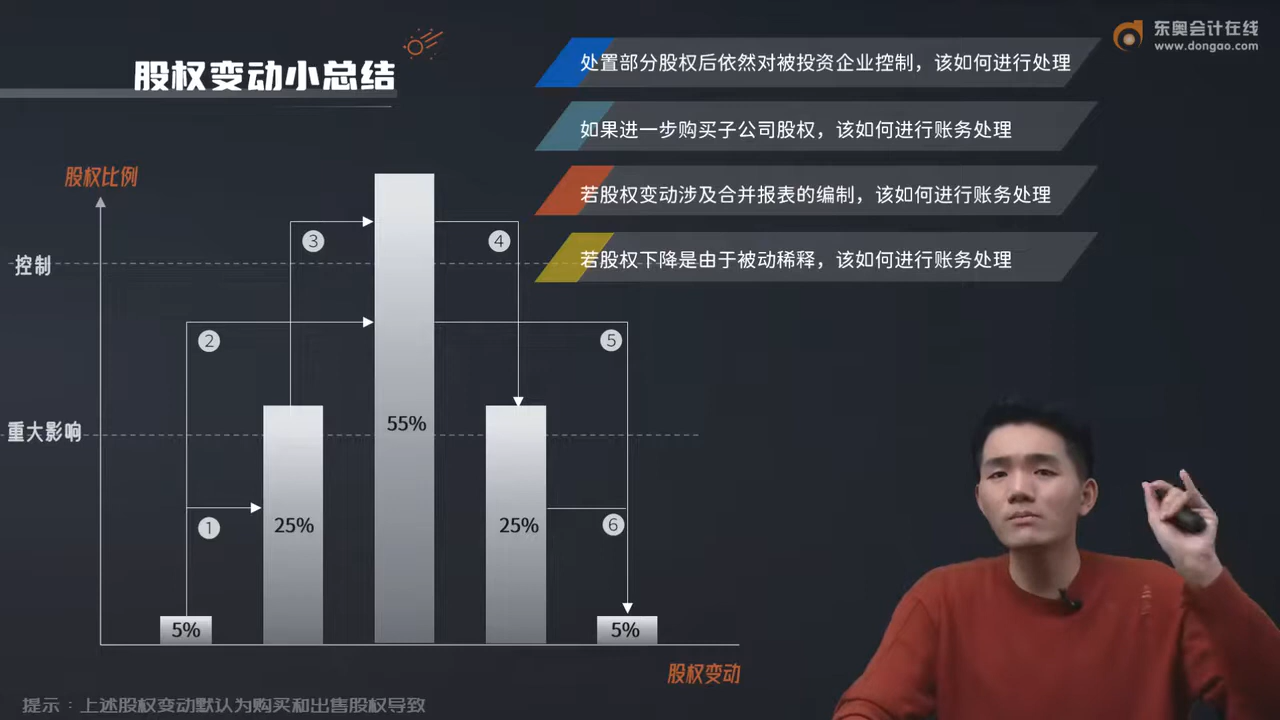 股权变动小总结
东奥会计在线
www.dongao.com
处置部分股权后依然对被投资企业控制，该如何进行处理
如果进一步购买子公司股权，该如何进行账务处理
若股权变动涉及合并报表的编制，该如何进行账务处理
若股权下降是由于被动稀释，该如何进行账务处理
股权比例
控制
重大影响
3
4
2
5
1
6
5%
25%
55%
25%
5%
股权变动
提示：上述股权变动默认为购买和出售股权导致